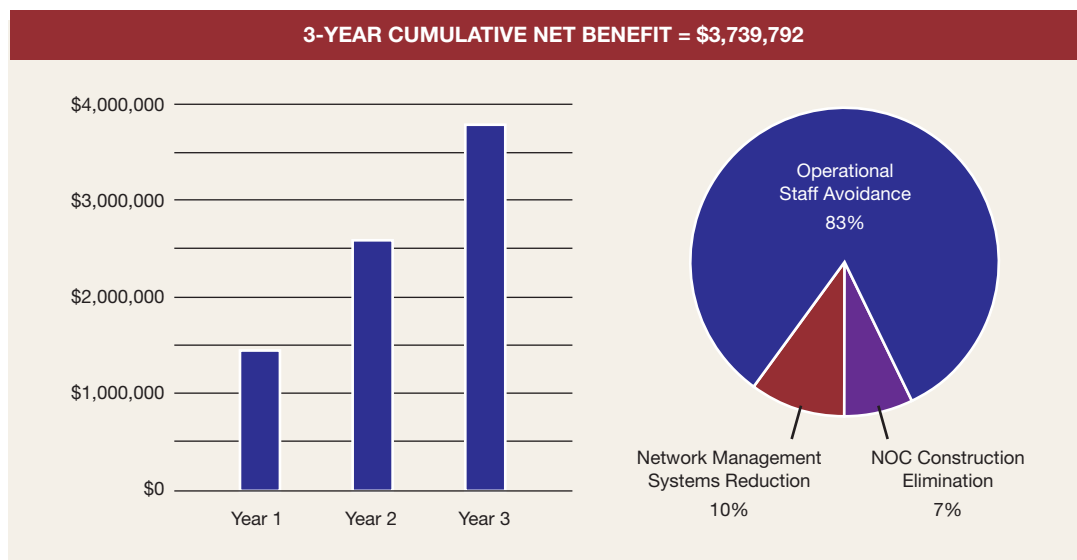 3-YEAR CUMULATIVE NET BENEFIT = $3,739,792
$4,000,000
$3,000,000
$2,000,000
$1,000,000
$0
Year 1
Year 2
Year 3
Operational
Staff Avoidance
83%
Network Management
Systems Reduction
10%
NOC Construction
Elimination
7%